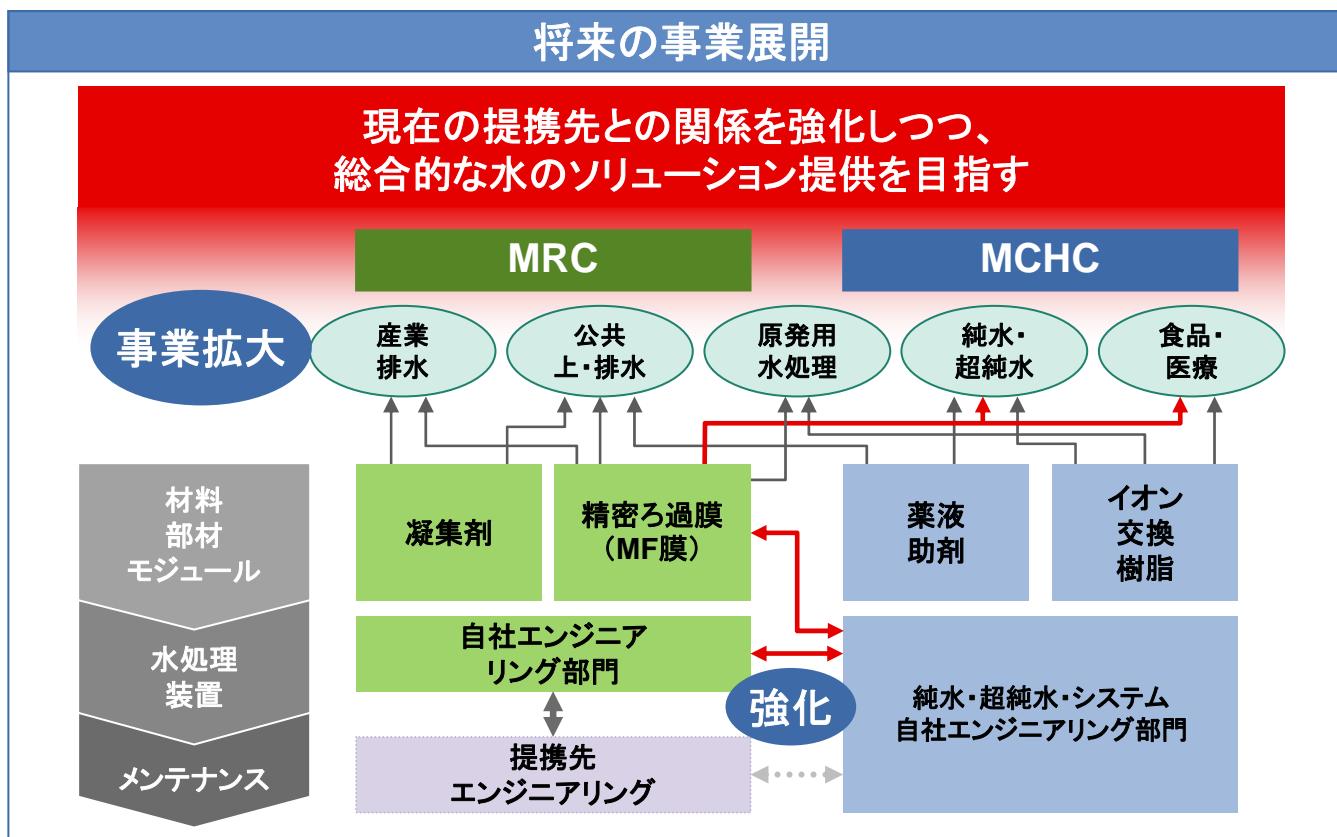 将来の事業展開
現在の提携先との関係を強化しつつ、
総合的な水のソリューション提供を目指す
MRC
MCHC
事業拡大
産業
排水
公共
上・排水
原発用
水処理
純水・
超純水
食品・
医療
材料
部材
モジュール
凝集剤
精密ろ過膜
（MF膜）
薬液
助剤
イオン
交換
樹脂
水処理
装置
自社エンジニア
リング部門
強化
純水・超純水・システム
自社エンジニアリング部門
メンテナンス
提携先
エンジニアリング